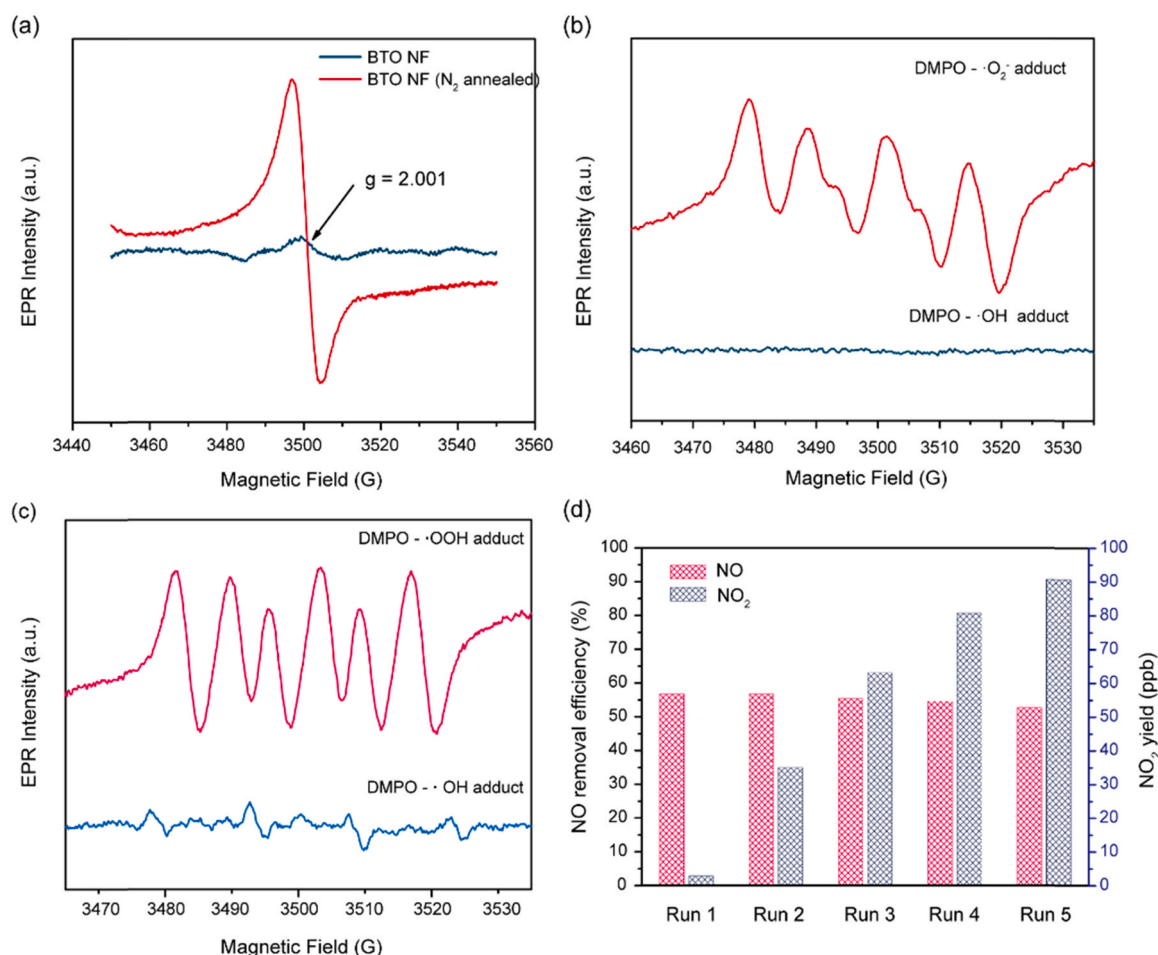 (a)
BTO NF
BTO NF (N₂ annealed)
g = 2.001
EPR Intensity (a.u.)
3440 3460 3480 3500 3520 3540 3560
Magnetic Field (G)
(b)
DMPO - ·O₂⁻ adduct
DMPO - ·OH adduct
EPR Intensity (a.u.)
3460 3470 3480 3490 3500 3510 3520 3530
Magnetic Field (G)
(c)
DMPO - ·OOH adduct
DMPO - · OH adduct
EPR Intensity (a.u.)
3470 3480 3490 3500 3510 3520 3530
Magnetic Field (G)
(d)
NO
NO₂
NO removal efficiency (%)
100
90
80
70
60
50
40
30
20
10
0
NO₂ yield (ppb)
100
90
80
70
60
50
40
30
20
10
0
Run 1 Run 2 Run 3 Run 4 Run 5